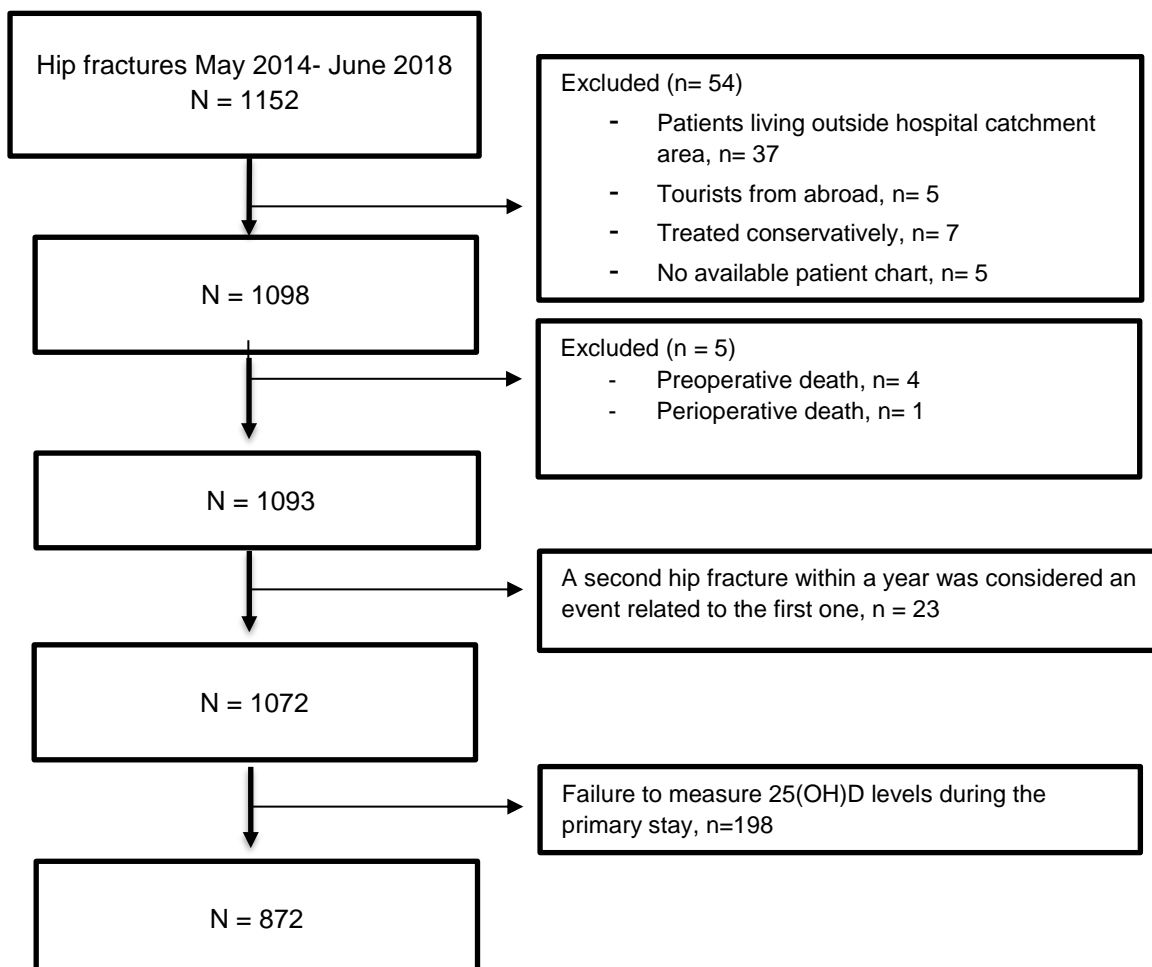 Hip fractures May 2014- June 2018
N = 1152
Excluded (n= 54)
- Patients living outside hospital catchment
area, n= 37
- Tourists from abroad, n= 5
- Treated conservatively, n= 7
- No available patient chart, n= 5
N = 1098
Excluded (n = 5)
- Preoperative death, n= 4
- Perioperative death, n= 1
N = 1093
A second hip fracture within a year was considered an
event related to the first one, n = 23
N = 1072
Failure to measure 25(OH)D levels during the
primary stay, n=198
N = 872